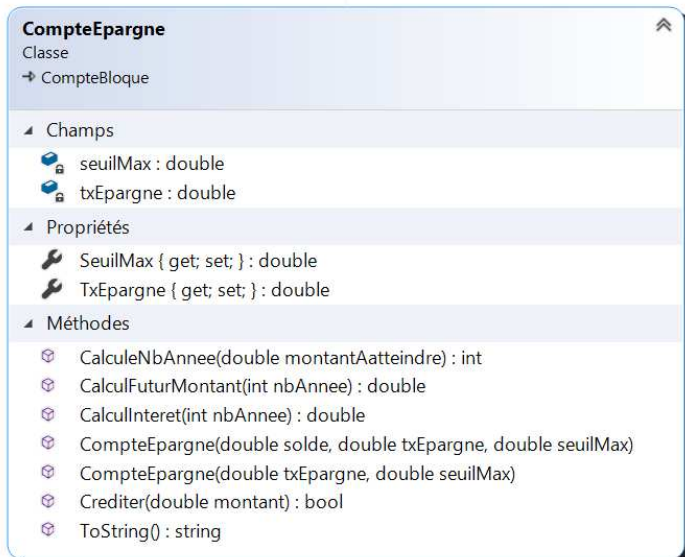 CompteEpargne
Classe
CompteBloque
Champs
seuilMax : double
txEpargne : double
Propriétés
SeuilMax { get; set; } : double
TxEpargne { get; set; } : double
Méthodes
CalculeNbAnnee(double montantAatteindre) : int
CalculFuturMontant(int nbAnnee) : double
CalculInteret(int nbAnnee) : double
CompteEpargne(double solde, double txEpargne, double seuilMax)
CompteEpargne(double txEpargne, double seuilMax)
Crediter(double montant) : bool
ToString() : string